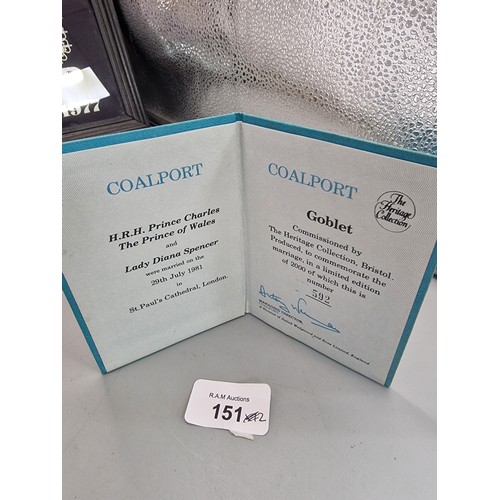 1977
COALPORT
H.R.H. Prince Charles
The Prince of Wales
and
Lady Diana Spencer
were married on the
29th July 1981
in
St. Paul's Cathedral, London.
COALPORT
The
Heritage
Collection
Goblet
Commissioned by
The Heritage Collection, Bristol.
Produced, to commemorate the
marriage, in a limited edition
of 2000 of which this is
number 592
MANAGING DIRECTOR
R.A.M Auctions
151